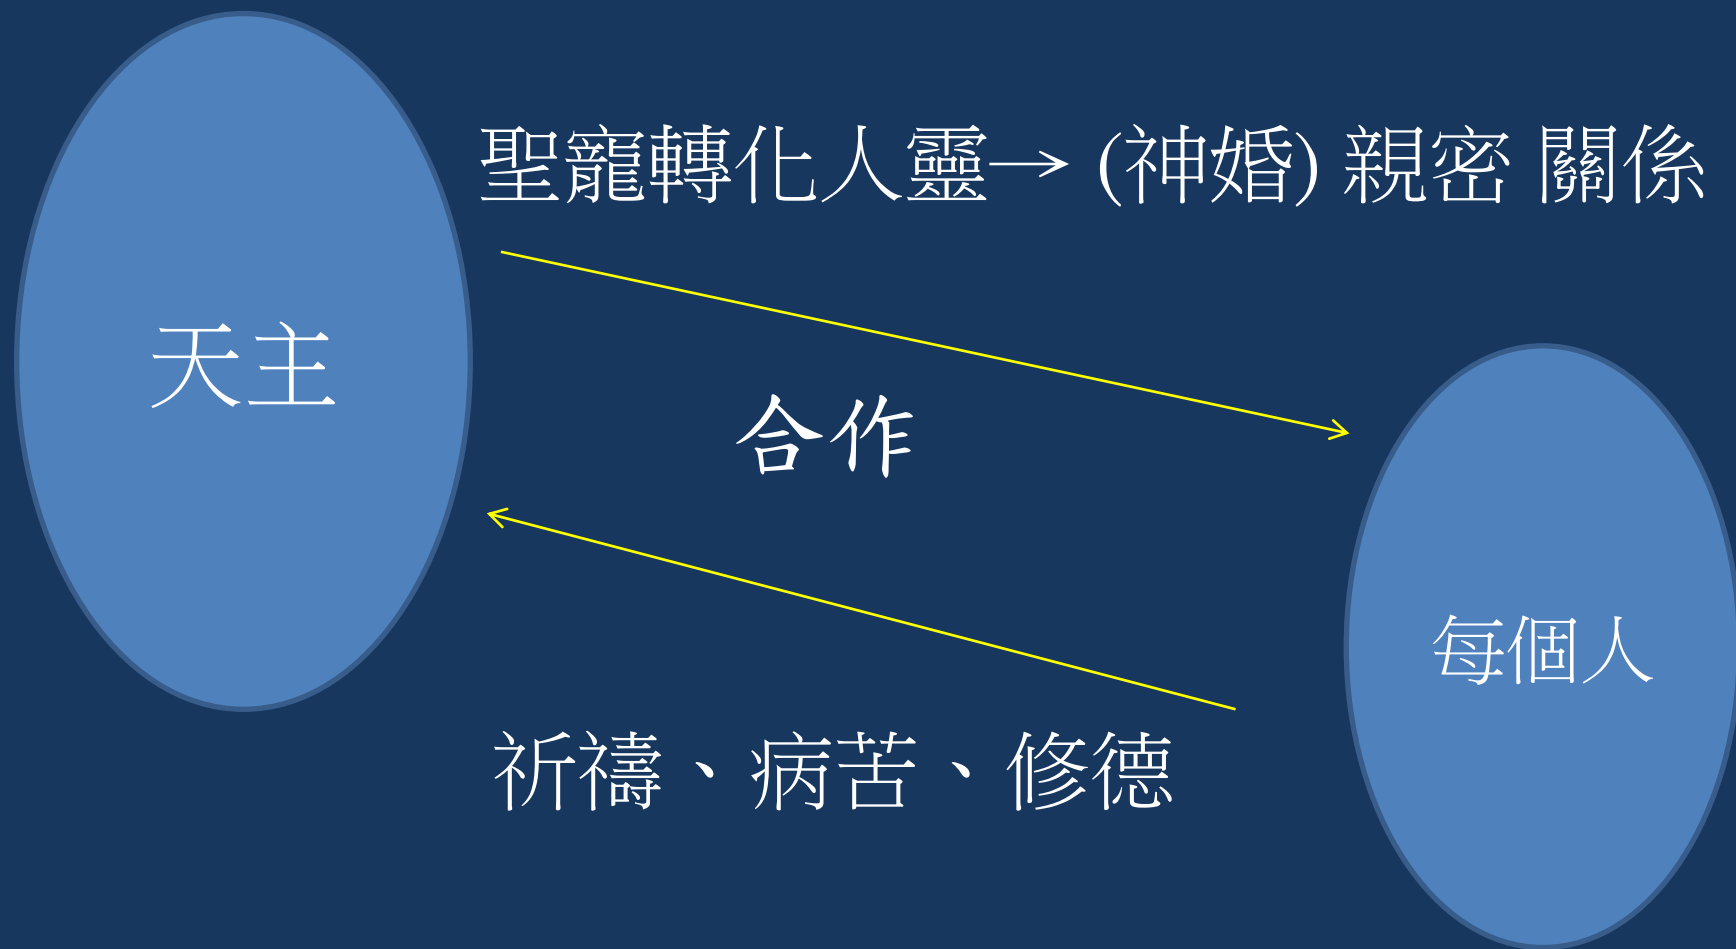 聖寵轉化人靈→ (神婚) 親密 關係
天主
合作
每個人
祈禱、病苦、修德